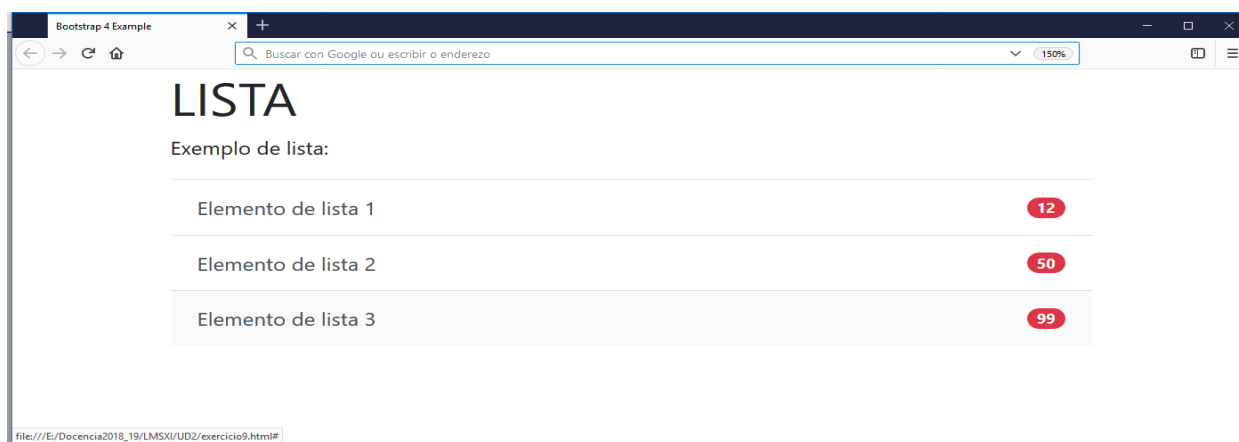 Bootstrap 4 Example
Buscar con Google ou escribir o enderezo
150%
LISTA
Exemplo de lista:
Elemento de lista 1 12
Elemento de lista 2 50
Elemento de lista 3 99
file:///E:/Docencia2018_19/LMSXI/UD2/exercicio9.html#